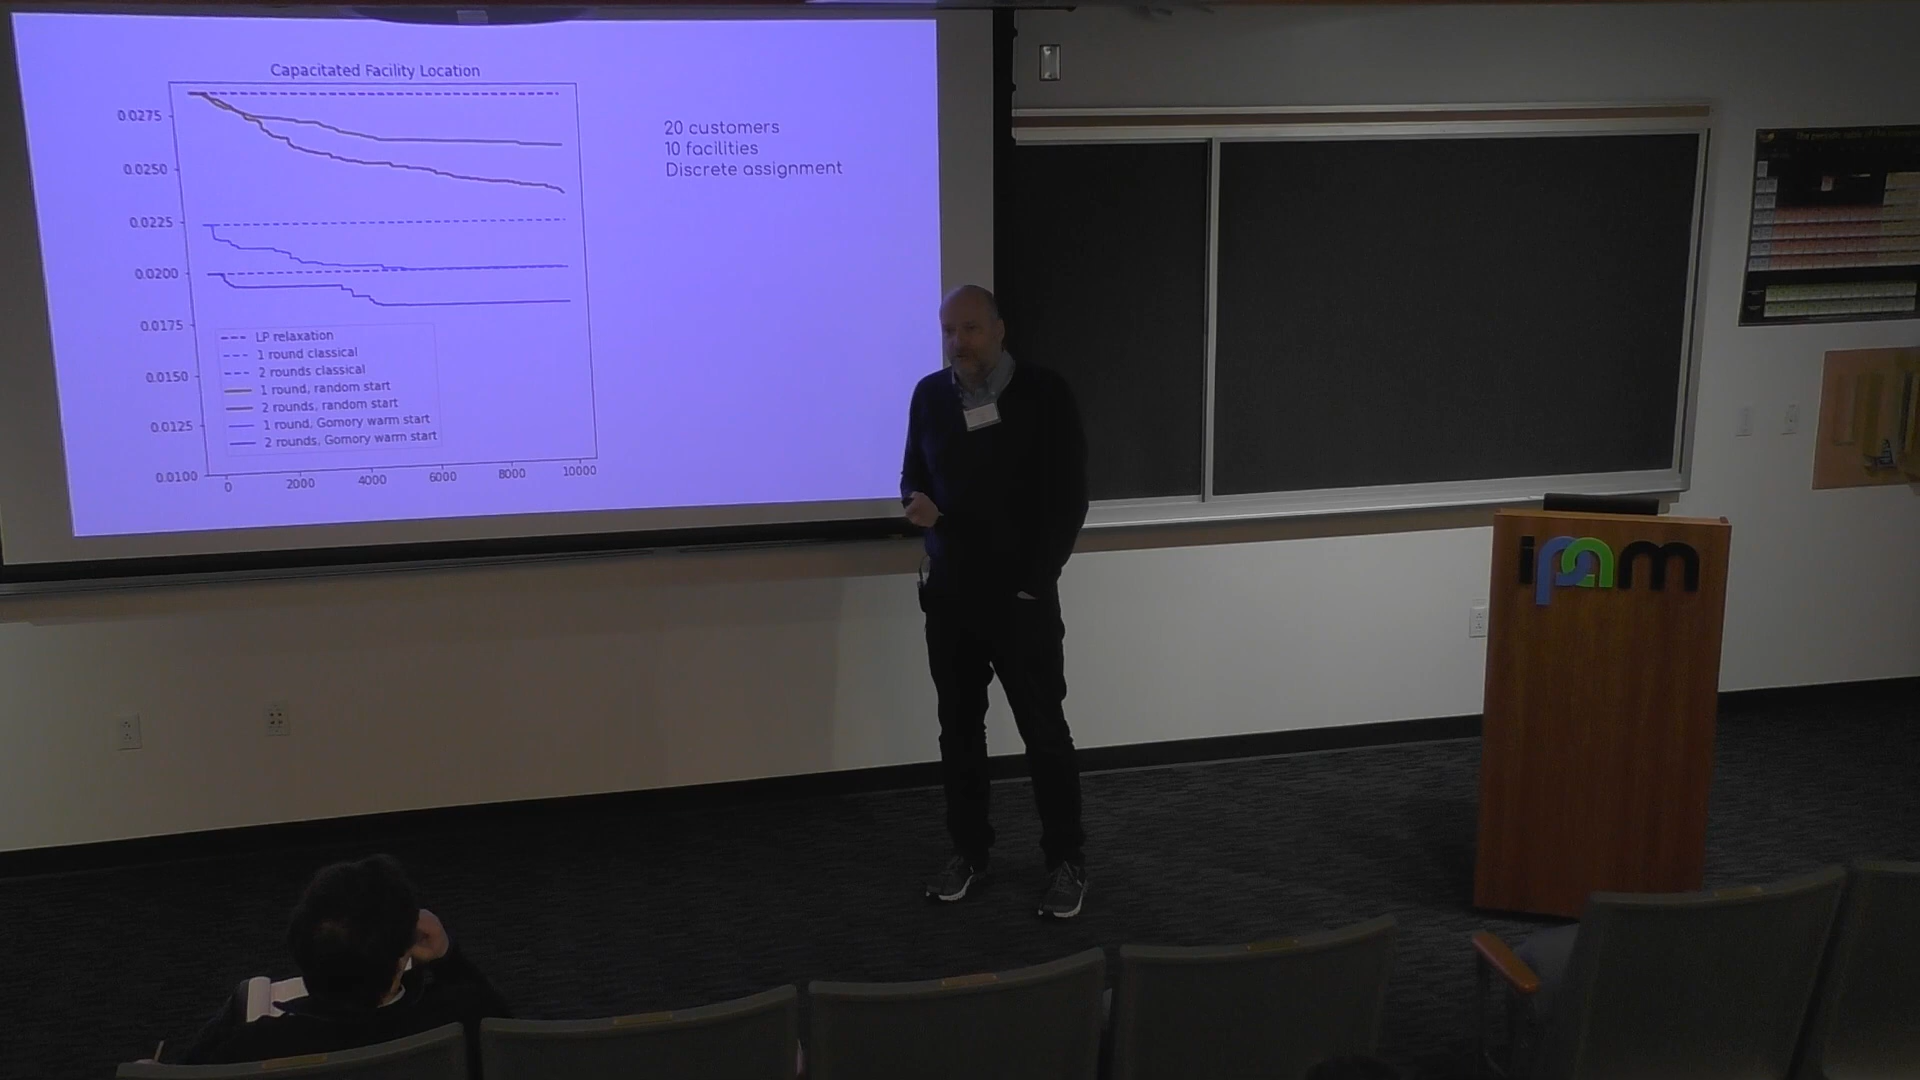 Capacitated Facility Location
0.0275
0.0250
0.0225
0.0200
0.0175
0.0150
0.0125
0.0100
0
2000
4000
6000
8000
10000
LP relaxation
1 round classical
2 rounds classical
1 round, random start
2 rounds, random start
1 round, Gomory warm start
2 rounds, Gomory warm start
20 customers
10 facilities
Discrete assignment
ipam